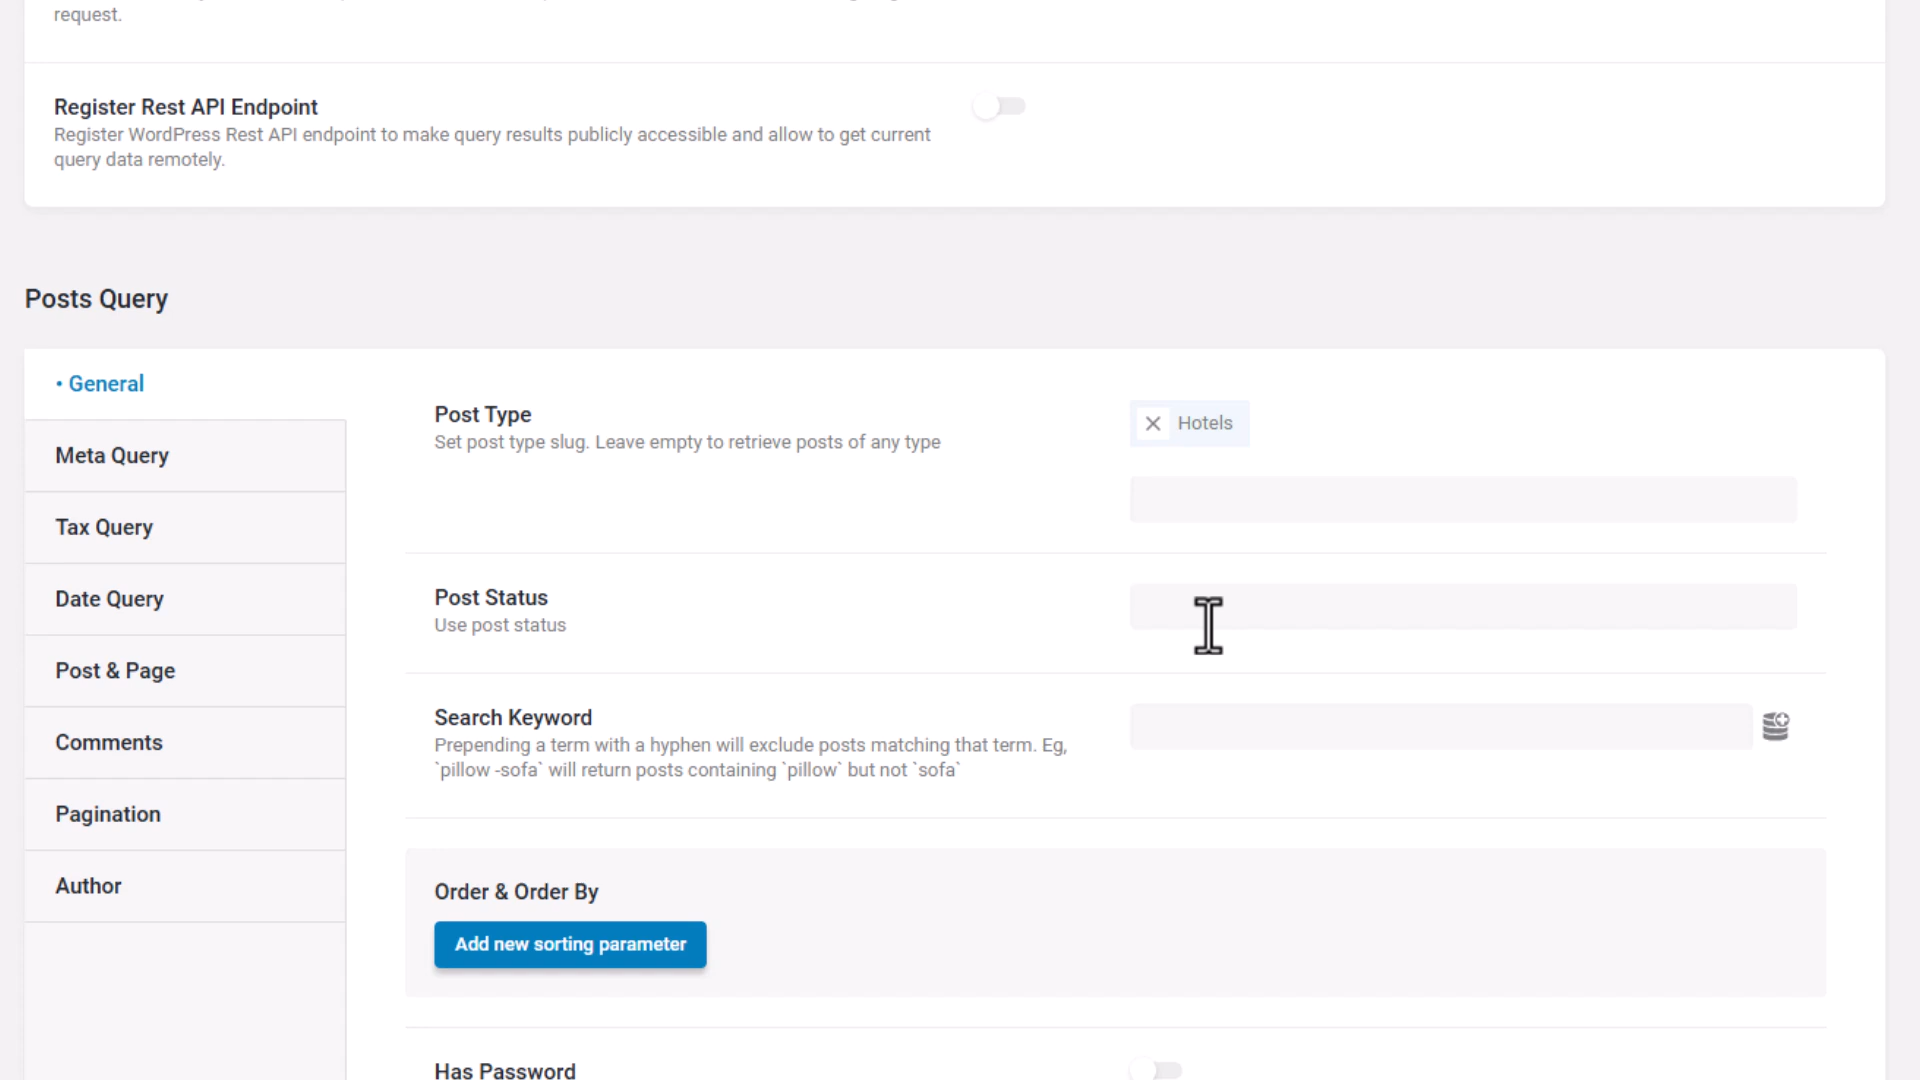 request.
Register Rest API Endpoint
Register WordPress Rest API endpoint to make query results publicly accessible and allow to get current
query data remotely.
Posts Query
• General
Meta Query
Tax Query
Date Query
Post & Page
Comments
Pagination
Author
Post Type
Set post type slug. Leave empty to retrieve posts of any type
Hotels
Post Status
Use post status
Search Keyword
Prepending a term with a hyphen will exclude posts matching that term. Eg,
`pillow -sofa` will return posts containing `pillow` but not `sofa`
Order & Order By
Add new sorting parameter
Has Password